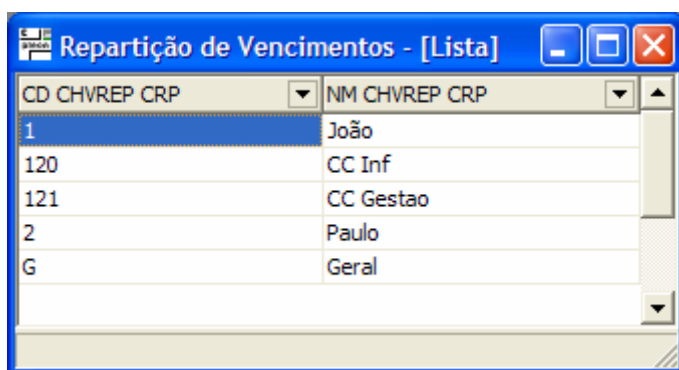 Repartição de Vencimentos - [Lista]
CD CHVREP CRP NM CHVREP CRP
1 João
120 CC Inf
121 CC Gestao
2 Paulo
G Geral